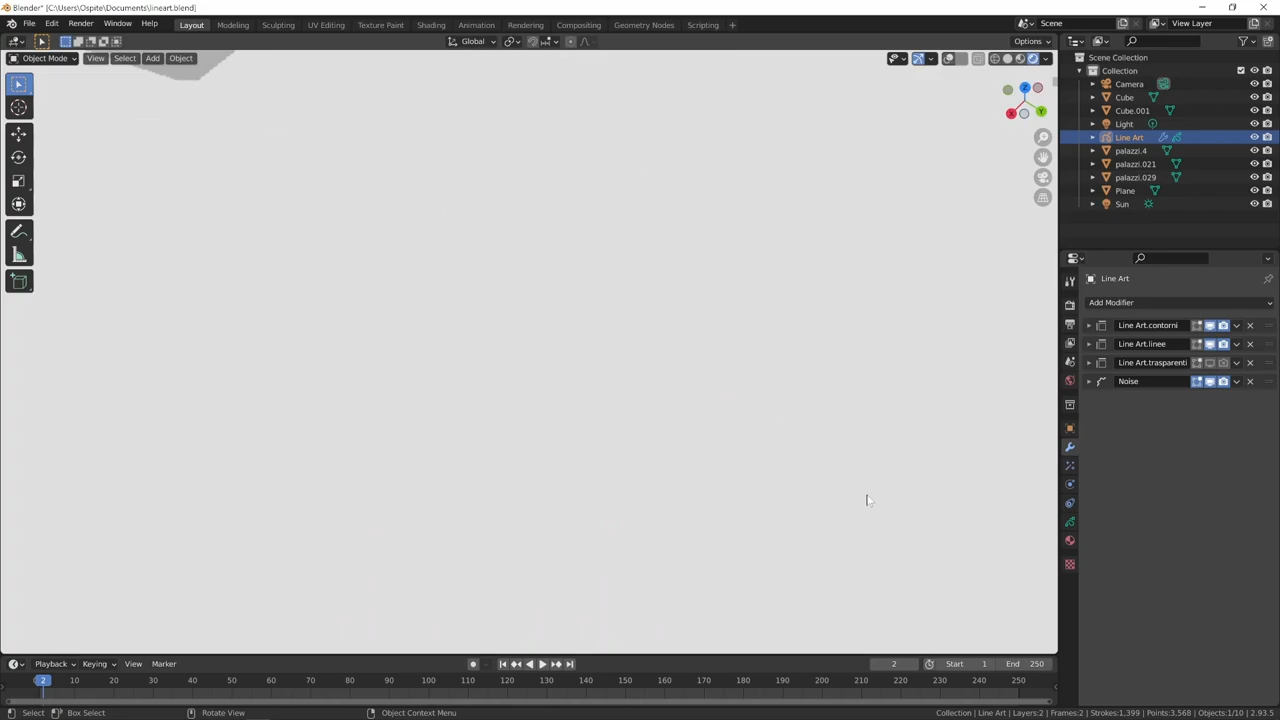 Blender* [C:\Users\Ospite\Documents\lineart.blend]
File Edit Render Window Help Layout Modeling Sculpting UV Editing Texture Paint Shading Animation Rendering Compositing Geometry Nodes Scripting + Scene View Layer
Global Options
Object Mode View Select Add Object
Z X Y
Scene Collection
Collection
Camera
Cube
Cube.001
Light
Line Art
palazzi.4
palazzi.021
palazzi.029
Plane
Sun
Line Art
Add Modifier
Line Art.contorni
Line Art.linee
Line Art.trasparenti
Noise
Playback Keying View Marker 2 Start 1 End 250
2 10 20 30 40 50 60 70 80 90 100 110 120 130 140 150 160 170 180 190 200 210 220 230 240 250
Select Box Select Rotate View Object Context Menu Collection | Line Art | Layers:2 | Frames:2 | Strokes:1,399 | Points:3,568 | Objects:1/10 | 2.93.5